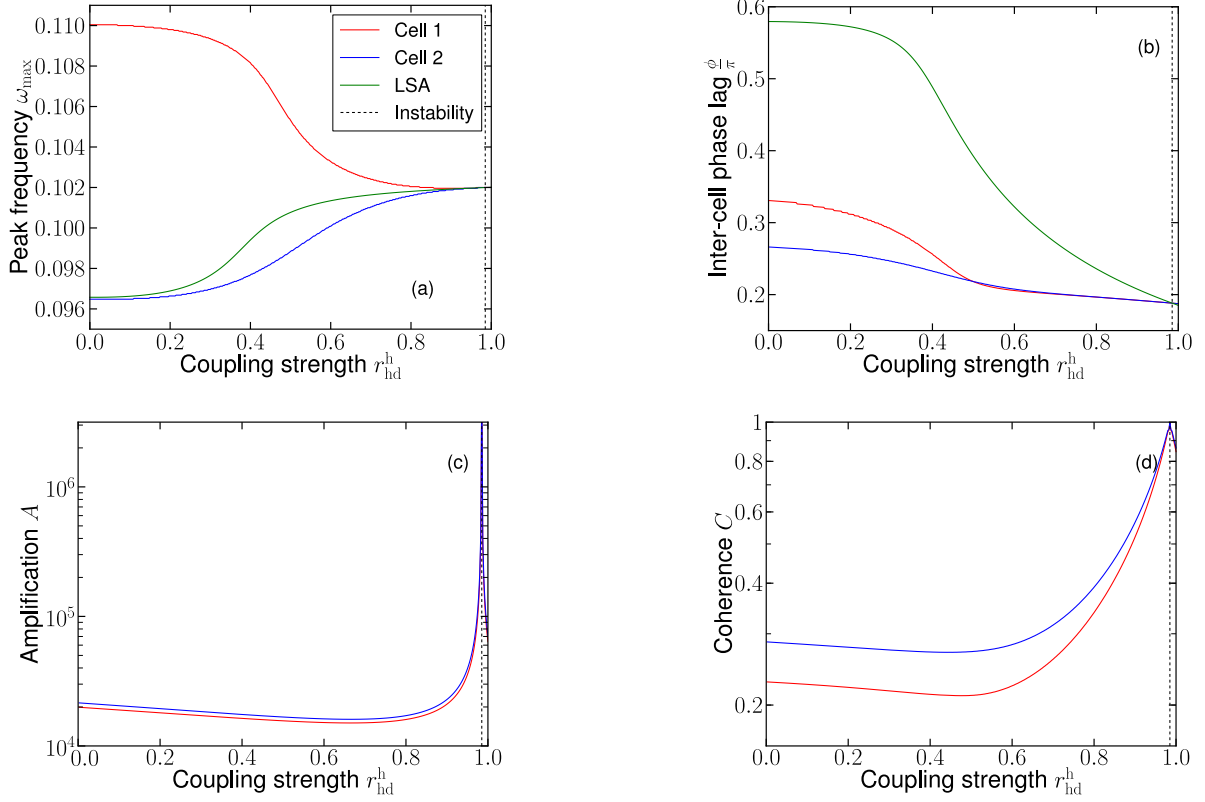 Peak frequency ω_max
0.110
0.108
0.106
0.104
0.102
0.100
0.098
0.096
Cell 1
Cell 2
LSA
Instability
(a)
0.0 0.2 0.4 0.6 0.8 1.0
Coupling strength r_hd^h
Inter-cell phase lag ϕ/π
0.6
0.5
0.4
0.3
0.2
(b)
0.0 0.2 0.4 0.6 0.8 1.0
Coupling strength r_hd^h
Amplification A
10^6
10^5
10^4
(c)
0.0 0.2 0.4 0.6 0.8 1.0
Coupling strength r_hd^h
Coherence C
1
0.8
0.6
0.4
0.2
(d)
0.0 0.2 0.4 0.6 0.8 1.0
Coupling strength r_hd^h